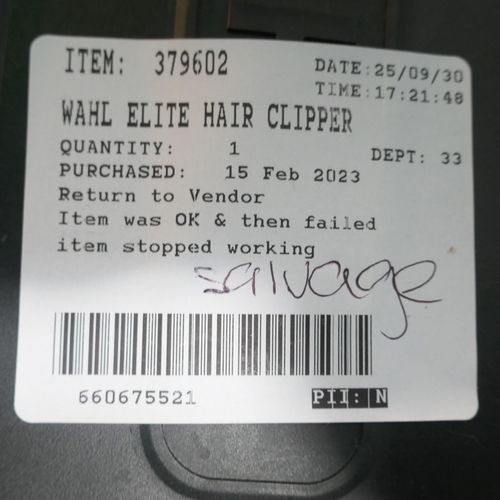 ITEM: 379602
DATE:25/09/30
TIME:17:21:48
WAHL ELITE HAIR CLIPPER
QUANTITY: 1
DEPT: 33
PURCHASED: 15 Feb 2023
Return to Vendor
Item was OK & then failed
item stopped working
salvage
660675521
PII: N